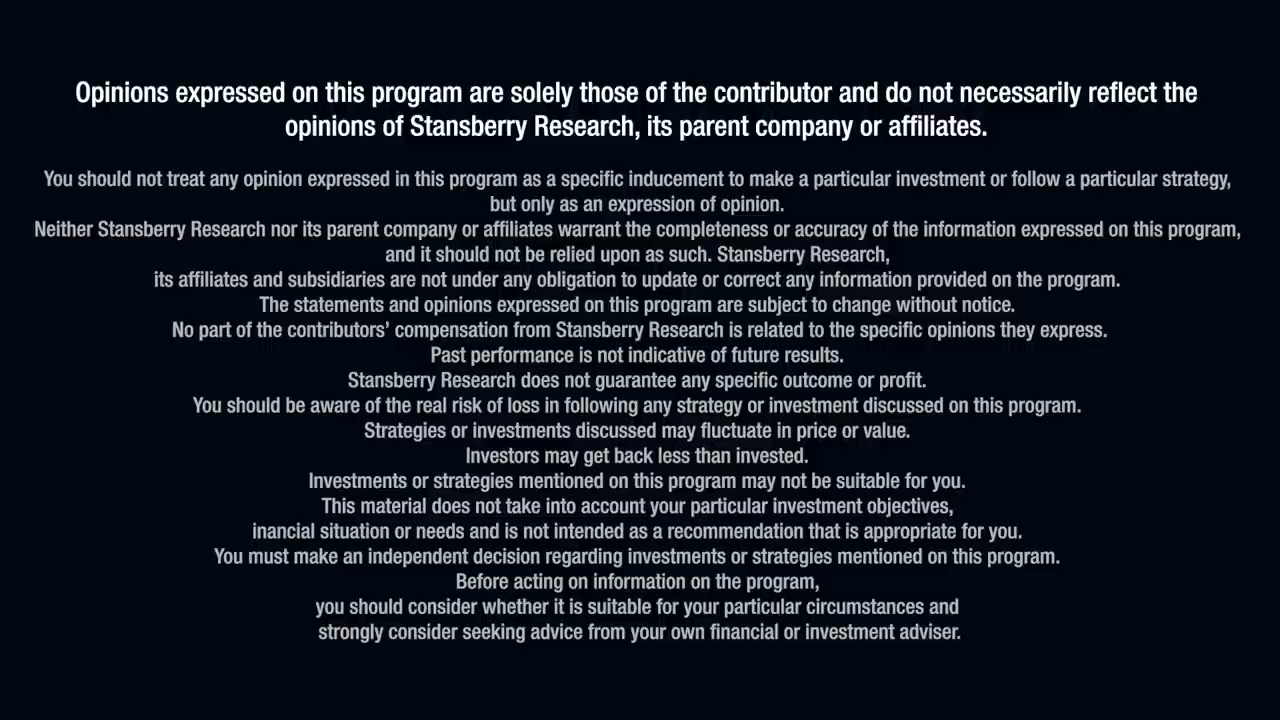 Opinions expressed on this program are solely those of the contributor and do not necessarily reflect the
opinions of Stansberry Research, its parent company or affiliates.
You should not treat any opinion expressed in this program as a specific inducement to make a particular investment or follow a particular strategy,
but only as an expression of opinion.
Neither Stansberry Research nor its parent company or affiliates warrant the completeness or accuracy of the information expressed on this program,
and it should not be relied upon as such. Stansberry Research,
its affiliates and subsidiaries are not under any obligation to update or correct any information provided on the program.
The statements and opinions expressed on this program are subject to change without notice.
No part of the contributors’ compensation from Stansberry Research is related to the specific opinions they express.
Past performance is not indicative of future results.
Stansberry Research does not guarantee any specific outcome or profit.
You should be aware of the real risk of loss in following any strategy or investment discussed on this program.
Strategies or investments discussed may fluctuate in price or value.
Investors may get back less than invested.
Investments or strategies mentioned on this program may not be suitable for you.
This material does not take into account your particular investment objectives,
inancial situation or needs and is not intended as a recommendation that is appropriate for you.
You must make an independent decision regarding investments or strategies mentioned on this program.
Before acting on information on the program,
you should consider whether it is suitable for your particular circumstances and
strongly consider seeking advice from your own financial or investment adviser.